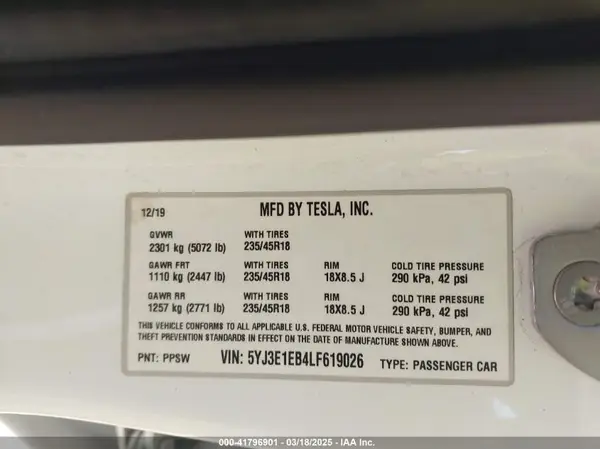 12/19 MFD BY TESLA, INC.
GVWR WITH TIRES
2301 kg (5072 lb) 235/45R18
GAWR FRT WITH TIRES RIM COLD TIRE PRESSURE
1110 kg (2447 lb) 235/45R18 18X8.5 J 290 kPa, 42 psi
GAWR RR WITH TIRES RIM COLD TIRE PRESSURE
1257 kg (2771 lb) 235/45R18 18X8.5 J 290 kPa, 42 psi
THIS VEHICLE CONFORMS TO ALL APPLICABLE U.S. FEDERAL MOTOR VEHICLE SAFETY, BUMPER, AND
THEFT PREVENTION STANDARDS IN EFFECT ON THE DATE OF MANUFACTURE SHOWN ABOVE.
PNT: PPSW VIN: 5YJ3E1EB4LF619026 TYPE: PASSENGER CAR
000-41796901 - 03/18/2025 - IAA Inc.